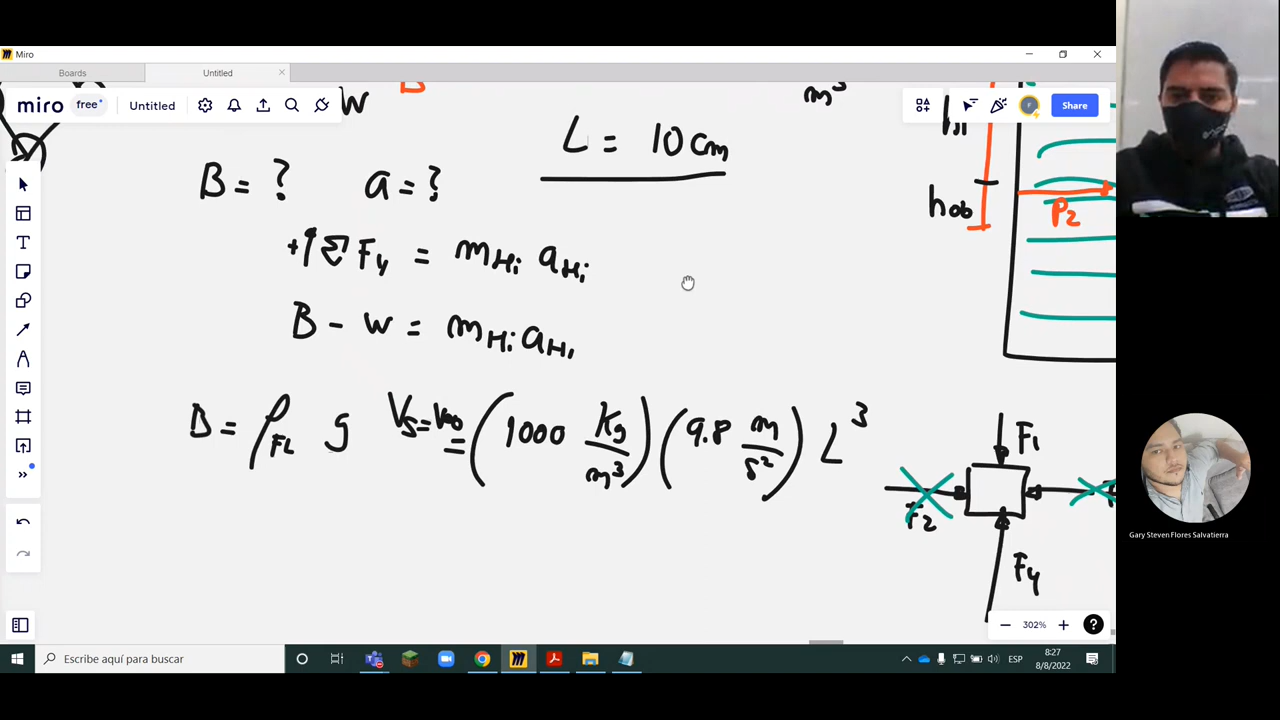 Miro
Boards
Untitled
miro
free
Untitled
Share
W
B
m³
L = 10 cm
B = ?
a = ?
+↑ΣFy = mHi aHi
B - W = mHi aHi
B = ρFL g Vs = (1000 Kg/m³)(9.8 m/s²) L³
hob
P2
F1
F2
F4
Gary Steven Flores Salvatierra
302%
Escribe aquí para buscar
ESP
8:27
8/8/2022